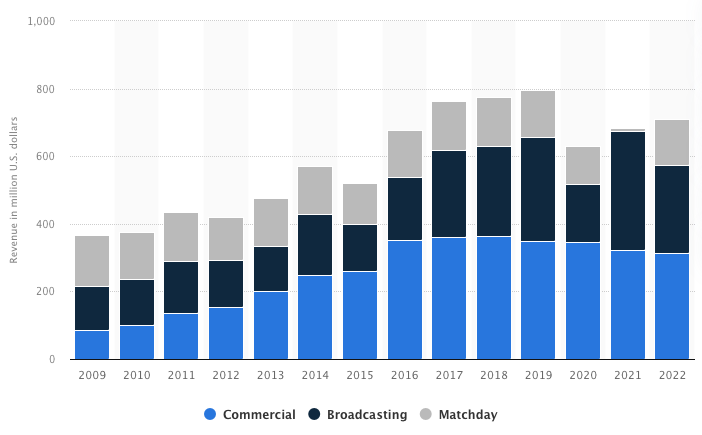 1,000
800
600
400
200
0
Revenue in million U.S. dollars
2009 2010 2011 2012 2013 2014 2015 2016 2017 2018 2019 2020 2021 2022
Commercial Broadcasting Matchday